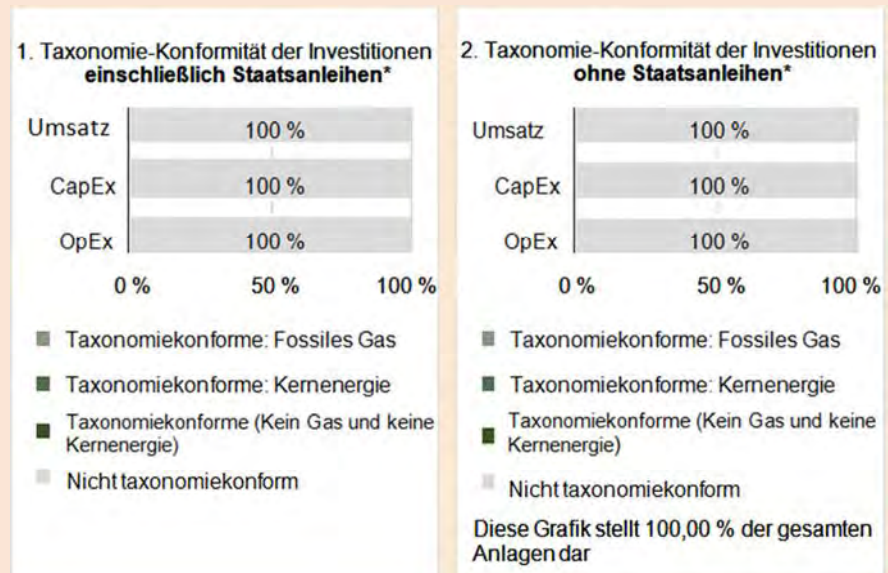 1. Taxonomie-Konformität der Investitionen
einschließlich Staatsanleihen*
Umsatz 100 %
CapEx 100 %
OpEx 100 %
0 % 50 % 100 %
Taxonomiekonforme: Fossiles Gas
Taxonomiekonforme: Kernenergie
Taxonomiekonforme (Kein Gas und keine
Kernenergie)
Nicht taxonomiekonform
2. Taxonomie-Konformität der Investitionen
ohne Staatsanleihen*
Umsatz 100 %
CapEx 100 %
OpEx 100 %
0 % 50 % 100 %
Taxonomiekonforme: Fossiles Gas
Taxonomiekonforme: Kernenergie
Taxonomiekonforme (Kein Gas und keine
Kernenergie)
Nicht taxonomiekonform
Diese Grafik stellt 100,00 % der gesamten
Anlagen dar